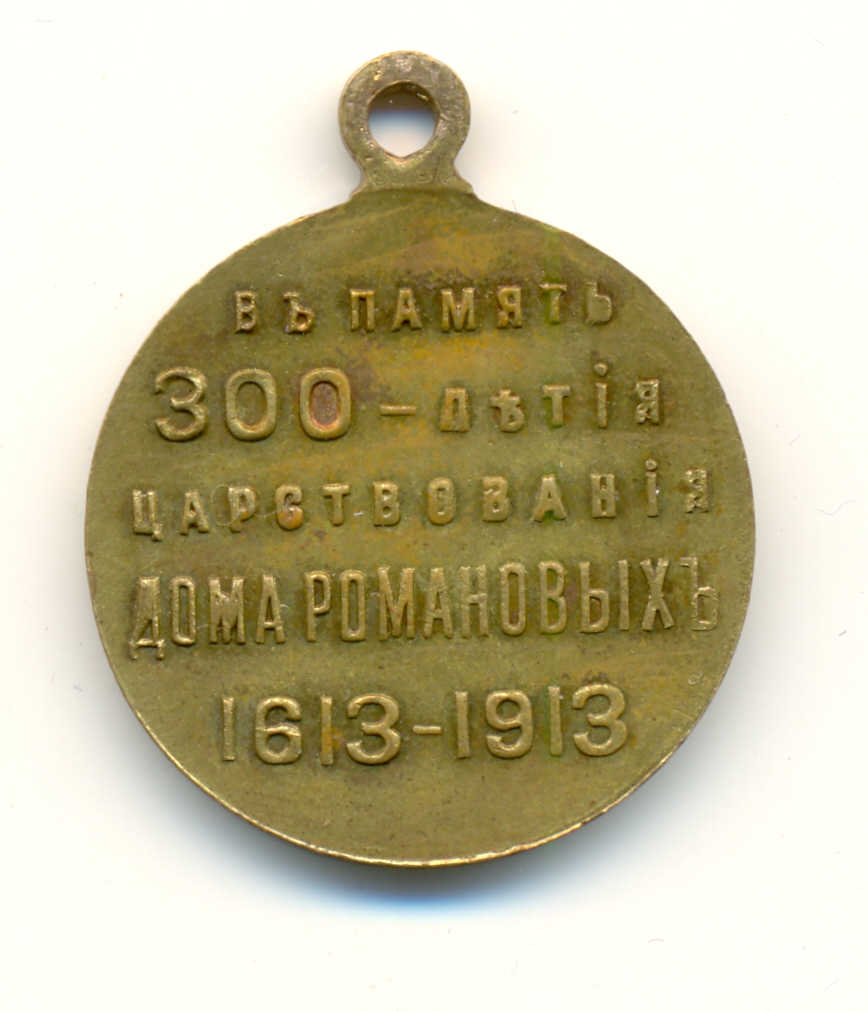 ВЪ ПАМЯТЬ
300-ЛѢТІЯ
ЦАРСТВОВАНІЯ
ДОМА РОМАНОВЫХЪ
1613-1913